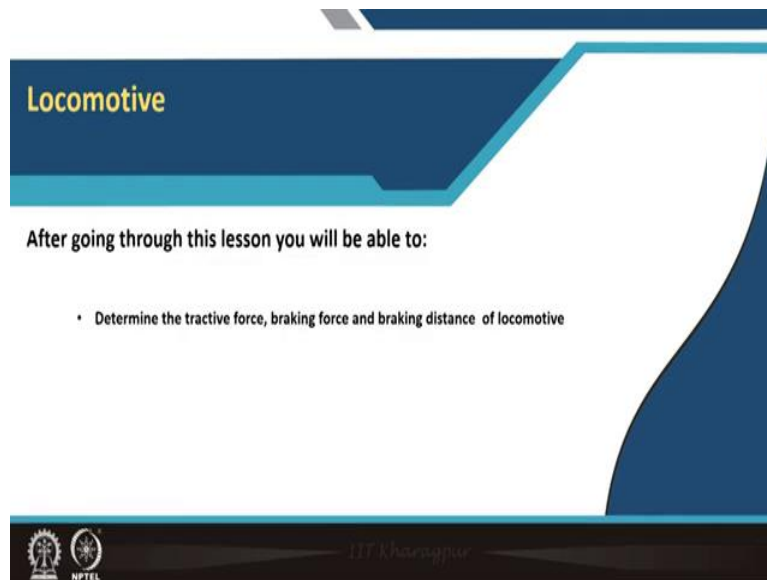 Locomotive
After going through this lesson you will be able to:
• Determine the tractive force, braking force and braking distance of locomotive
IIT Kharagpur
NPTEL